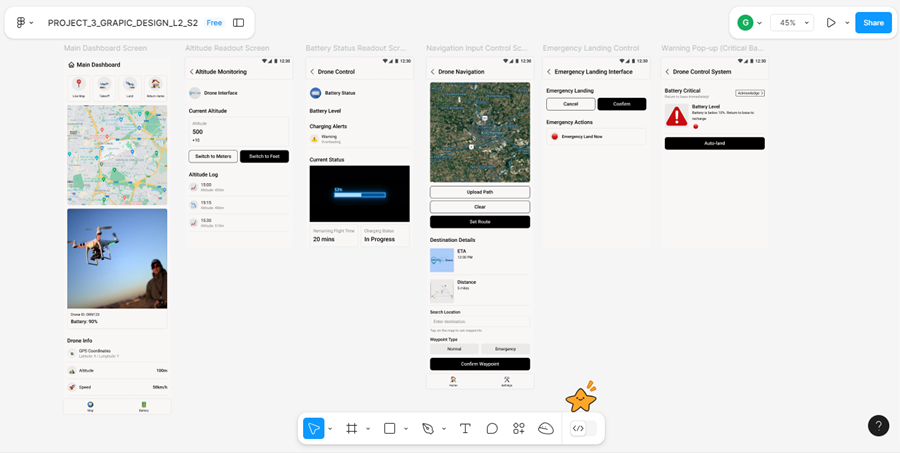 PROJECT_3_GRAPIC_DESIGN_L2_S2
Free
G
45%
Share
Main Dashboard Screen
Altitude Readout Screen
Battery Status Readout Scr...
Navigation Input Control Sc...
Emergency Landing Control
Warning Pop-up (Critical Ba...
Main Dashboard
Live Map
Takeoff
Land
Return Home
Drone ID: DRN123
Battery: 90%
Drone Info
GPS Coordinates
Altitude
100m
Speed
50km/h
Map
Battery
12:30
Altitude Monitoring
Drone Interface
Current Altitude
Altitude
500
+10
Switch to Meters
Switch to Feet
Altitude Log
15:00
Altitude: 450m
15:15
Altitude: 480m
15:30
Altitude: 510m
12:30
Drone Control
Battery Status
Battery Level
Charging Alerts
Warning
Overheating
Current Status
53%
Remaining Flight Time
20 mins
Charging Status
In Progress
12:30
Drone Navigation
Upload Path
Clear
Set Route
Destination Details
ETA
12:30 PM
Distance
5 miles
Search Location
Enter destination
Tap on the map to set waypoints
Waypoint Type
Normal
Emergency
Confirm Waypoint
Home
Settings
12:30
Emergency Landing Interface
Emergency Landing
Cancel
Confirm
Emergency Actions
Emergency Land Now
12:30
Drone Control System
Battery Critical
Return to base immediately!
Acknowledge
Battery Level
Battery is below 10%. Return to base to
recharge
Auto-land